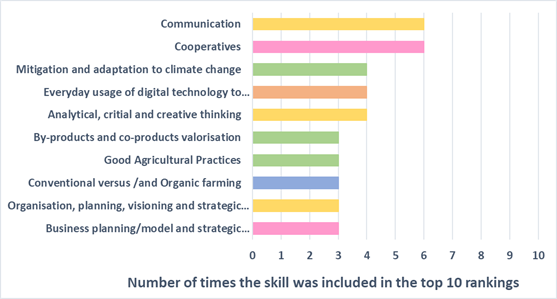 Communication
Cooperatives
Mitigation and adaptation to climate change
Everyday usage of digital technology to...
Analytical, critial and creative thinking
By-products and co-products valorisation
Good Agricultural Practices
Conventional versus /and Organic farming
Organisation, planning, visioning and strategic...
Business planning/model and strategic...
0 1 2 3 4 5 6 7 8 9 10
Number of times the skill was included in the top 10 rankings